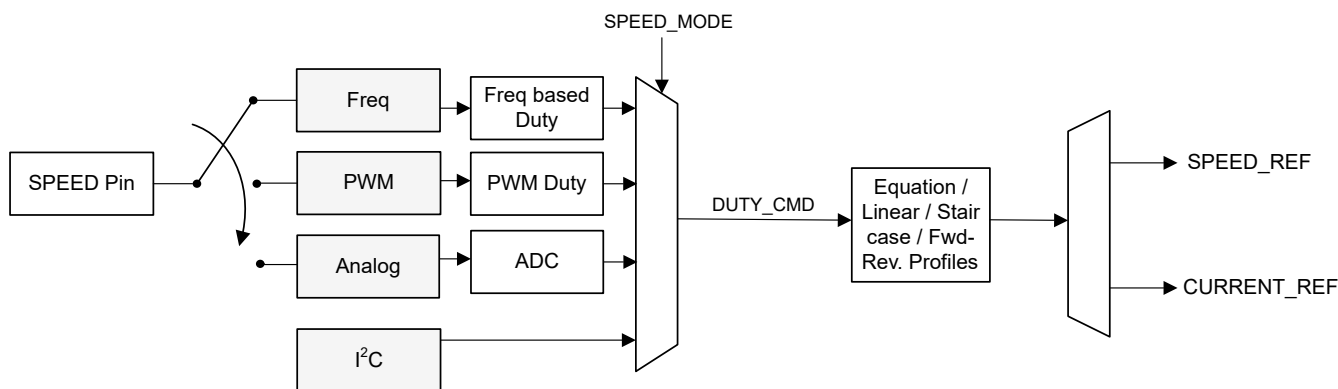 SPEED_MODE
Freq
Freq based
Duty
SPEED Pin
PWM
PWM Duty
DUTY_CMD
Equation /
Linear / Stair
case / Fwd-
Rev. Profiles
SPEED_REF
Analog
ADC
CURRENT_REF
I²C